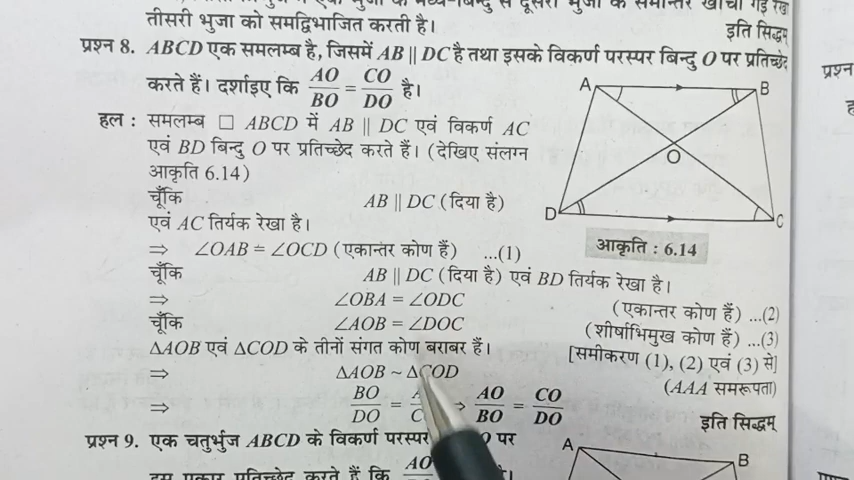 तीसरी भुजा को समद्विभाजित करती है।
इति सिद्धम्
प्रश्न 8. ABCD एक समलम्ब है, जिसमें AB || DC है तथा इसके विकर्ण परस्पर बिन्दु O पर प्रतिच्छेद
करते हैं। दर्शाइए कि AO/BO = CO/DO है।
हल : समलम्ब □ ABCD में AB || DC एवं विकर्ण AC
एवं BD बिन्दु O पर प्रतिच्छेद करते हैं। (देखिए संलग्न
आकृति 6.14)
चूँकि AB || DC (दिया है)
एवं AC तिर्यक रेखा है।
⇒ ∠OAB = ∠OCD (एकान्तर कोण हैं) ...(1)
A B
O
D C
आकृति : 6.14
चूँकि AB || DC (दिया है) एवं BD तिर्यक रेखा है।
⇒ ∠OBA = ∠ODC (एकान्तर कोण हैं) ...(2)
चूँकि ∠AOB = ∠DOC (शीर्षाभिमुख कोण हैं) ...(3)
ΔAOB एवं ΔCOD के तीनों संगत कोण बराबर हैं। [समीकरण (1), (2) एवं (3) से]
⇒ ΔAOB ~ ΔCOD (AAA समरूपता)
⇒ BO/DO = ⇒ AO/BO = CO/DO
इति सिद्धम्
प्रश्न 9. एक चतुर्भुज ABCD के विकर्ण परस्पर O पर
A B
प्रश्न